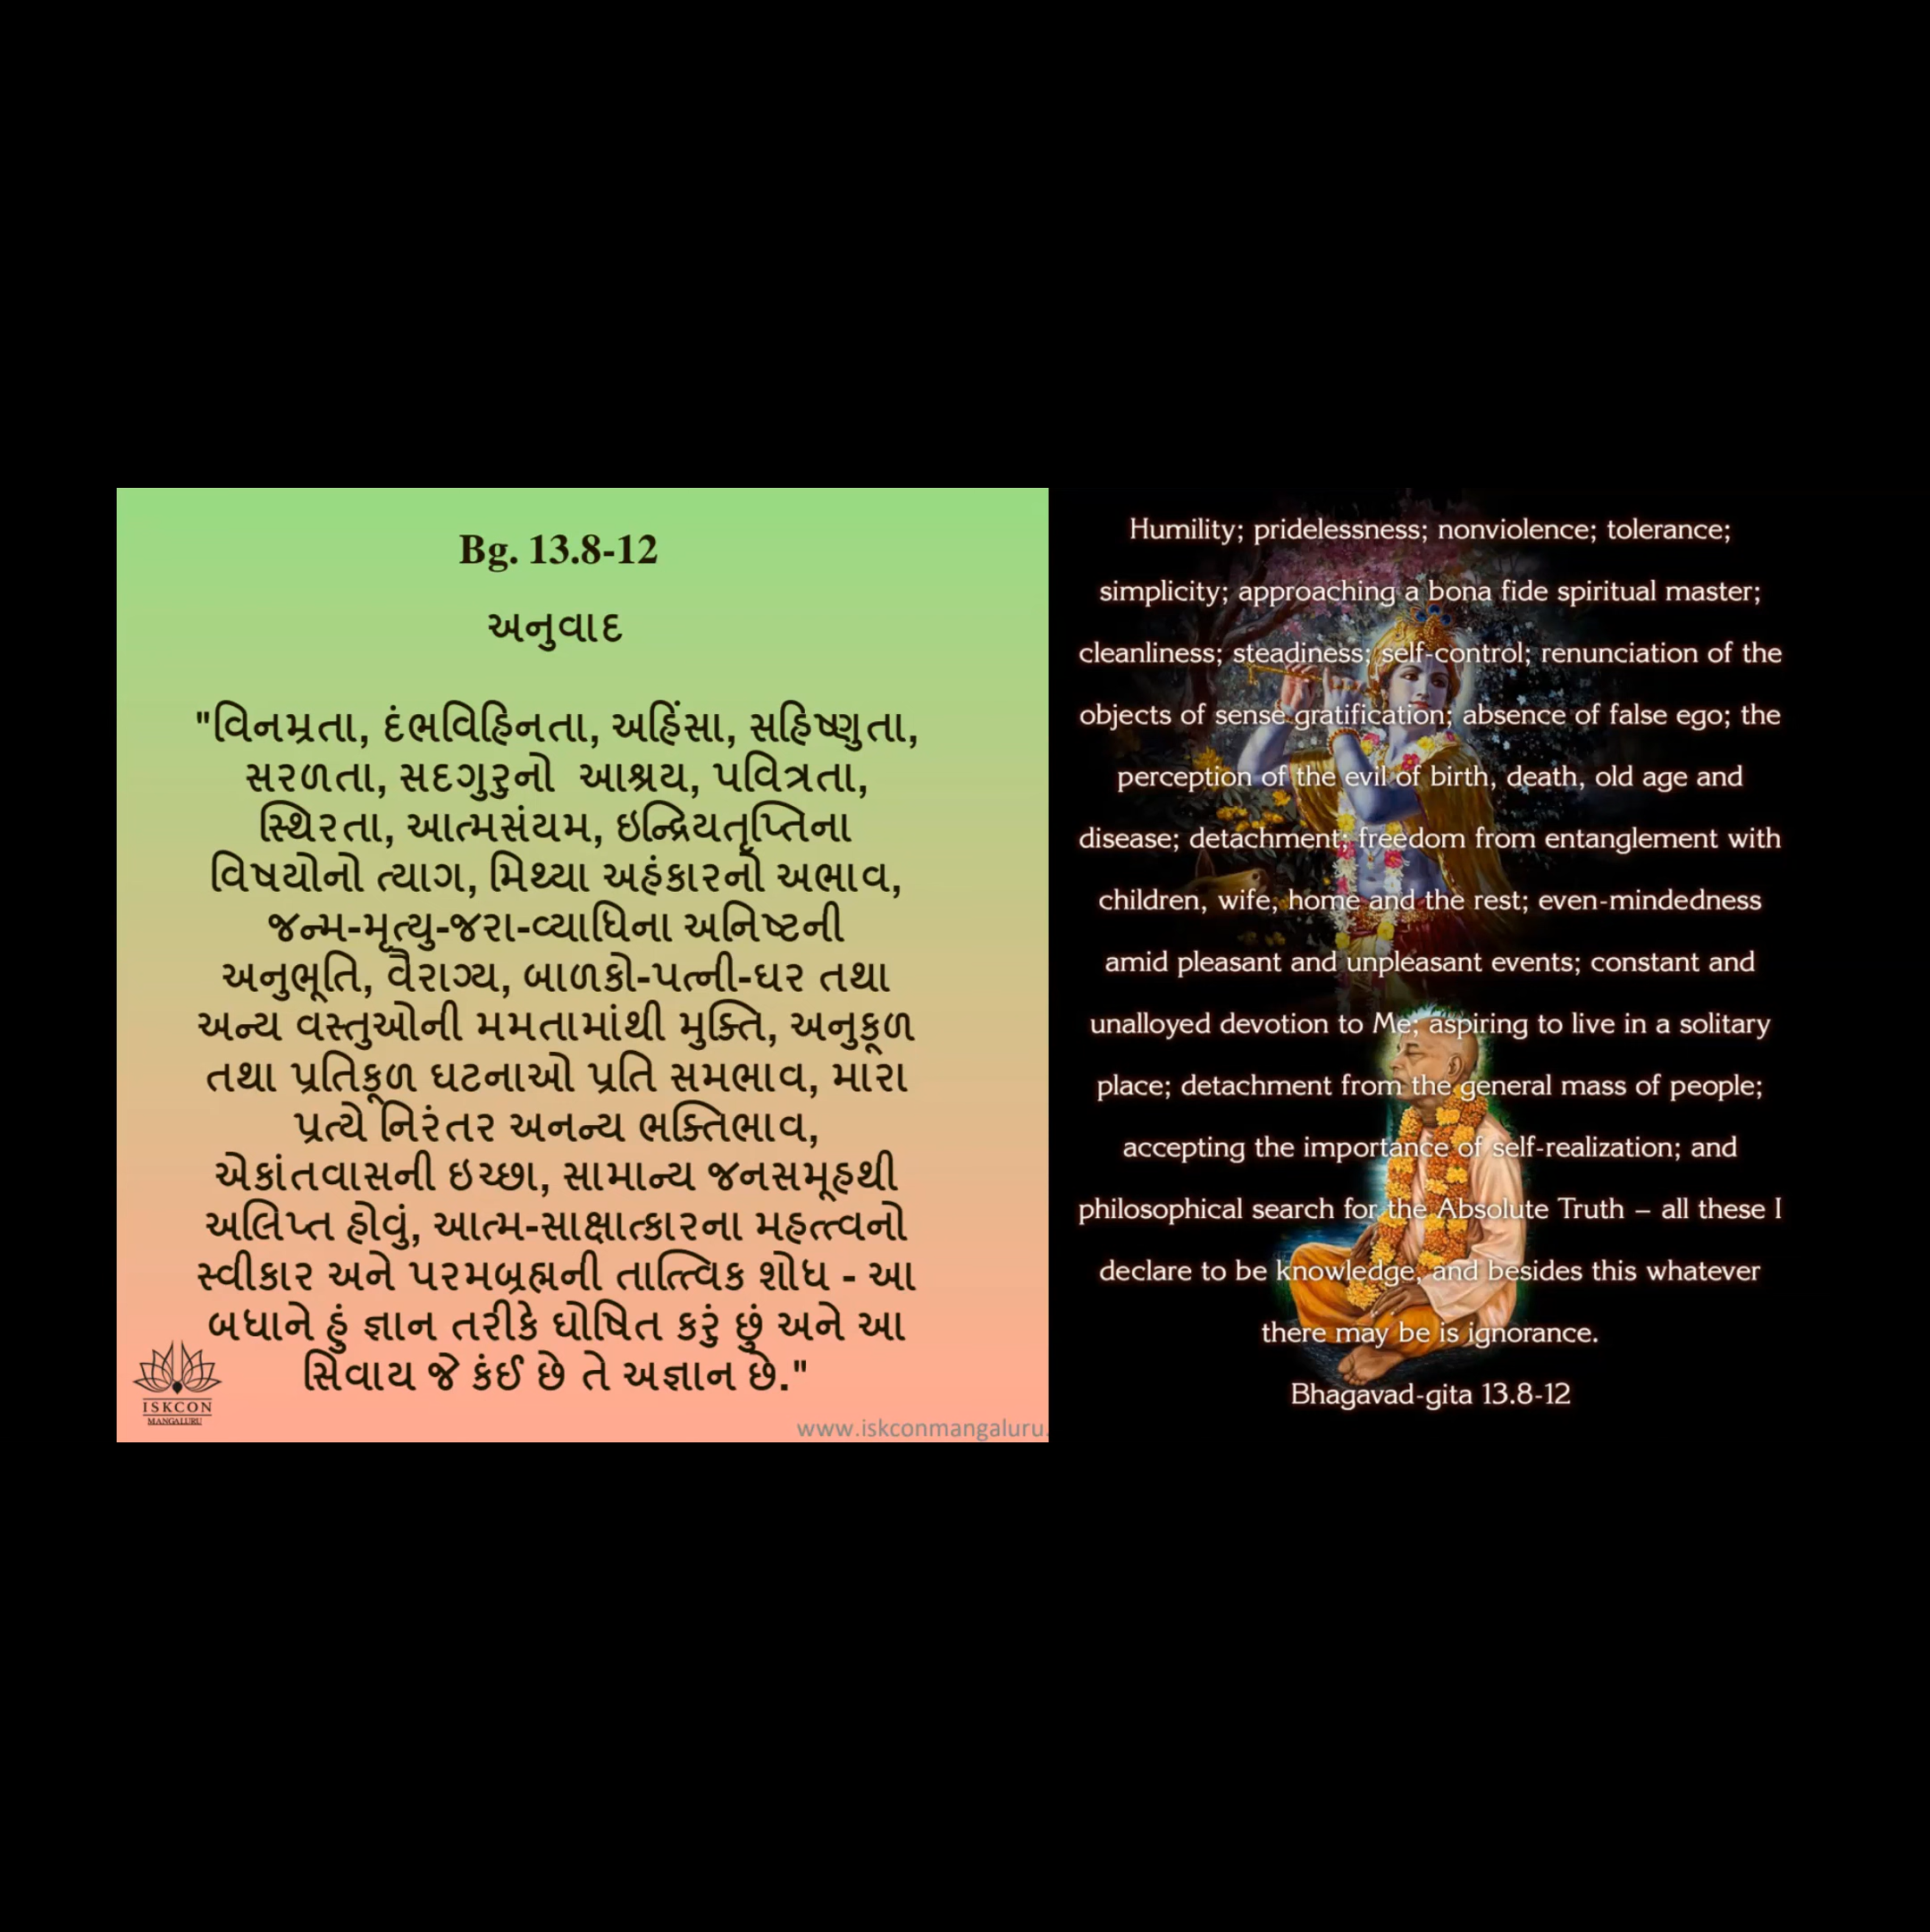 Bg. 13.8-12
અનુવાદ
"વિનમ્રતા, દંભવિહિનતા, અહિંસા, સહિષ્ણુતા,
સરળતા, સદગુરુનો આશ્રય, પવિત્રતા,
સ્થિરતા, આત્મસંયમ, ઇન્દ્રિયતૃપ્તિના
વિષયોનો ત્યાગ, મિથ્યા અહંકારનો અભાવ,
જન્મ-મૃત્યુ-જરા-વ્યાધિના અનિષ્ટની
અનુભૂતિ, વૈરાગ્ય, બાળકો-પત્ની-ઘર તથા
અન્ય વસ્તુઓની મમતામાંથી મુક્તિ, અનુકૂળ
તથા પ્રતિકૂળ ઘટનાઓ પ્રતિ સમભાવ, મારા
પ્રત્યે નિરંતર અનન્ય ભક્તિભાવ,
એકાંતવાસની ઇચ્છા, સામાન્ય જનસમૂહથી
અલિપ્ત હોવું, આત્મ-સાક્ષાત્કારના મહત્ત્વનો
સ્વીકાર અને પરમબ્રહ્મની તાત્ત્વિક શોધ - આ
બધાને હું જ્ઞાન તરીકે ઘોષિત કરું છું અને આ
સિવાય જે કંઈ છે તે અજ્ઞાન છે."
ISKCON
MANGALURU
www.iskconmangaluru.
Humility; pridelessness; nonviolence; tolerance;
simplicity; approaching a bona fide spiritual master;
cleanliness; steadiness; self-control; renunciation of the
objects of sense gratification; absence of false ego; the
perception of the evil of birth, death, old age and
disease; detachment; freedom from entanglement with
children, wife, home and the rest; even-mindedness
amid pleasant and unpleasant events; constant and
unalloyed devotion to Me; aspiring to live in a solitary
place; detachment from the general mass of people;
accepting the importance of self-realization; and
philosophical search for the Absolute Truth – all these I
declare to be knowledge, and besides this whatever
there may be is ignorance.
Bhagavad-gita 13.8-12